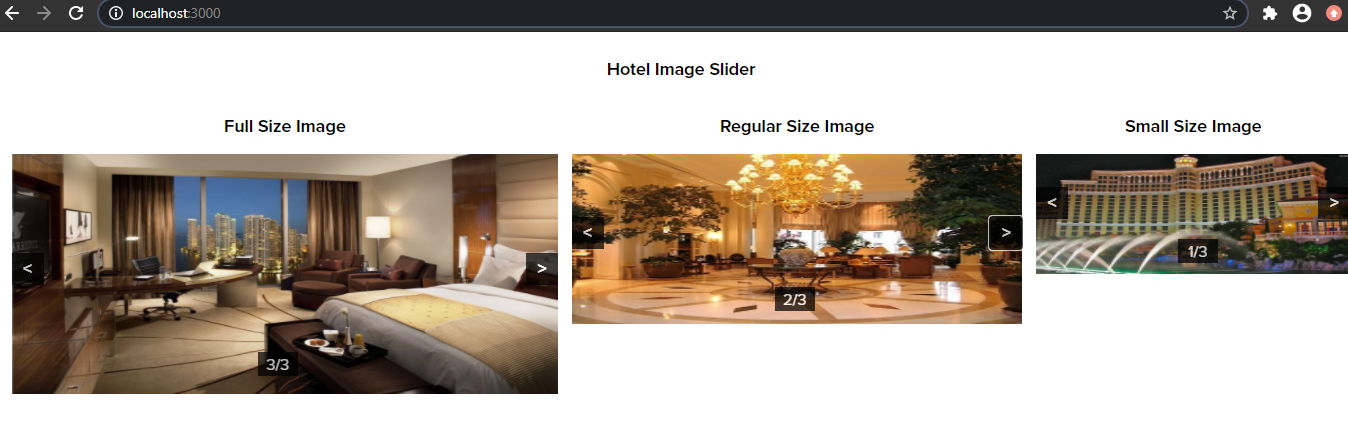 localhost:3000
Hotel Image Slider
Full Size Image
Regular Size Image
Small Size Image
<
>
3/3
<
>
2/3
<
>
1/3